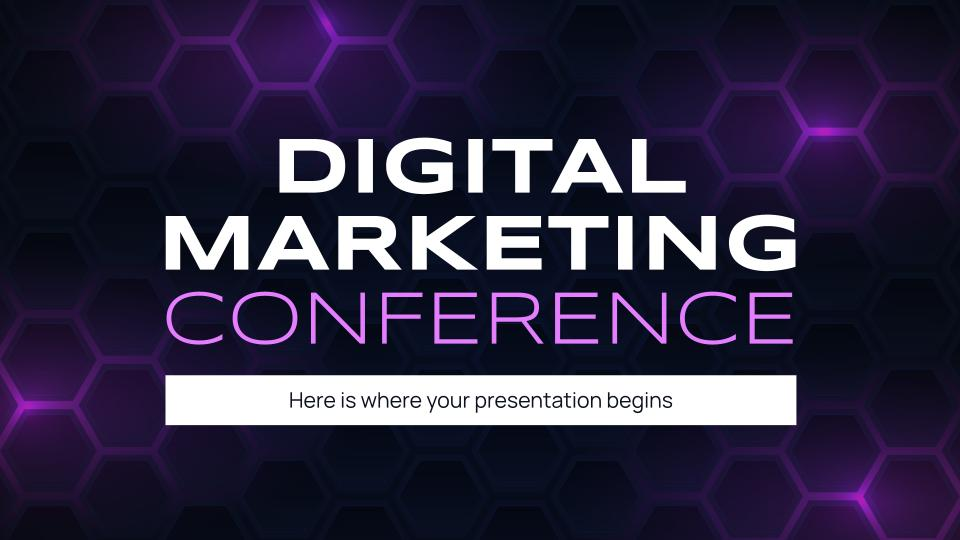 DIGITAL
MARKETING
CONFERENCE
Here is where your presentation begins